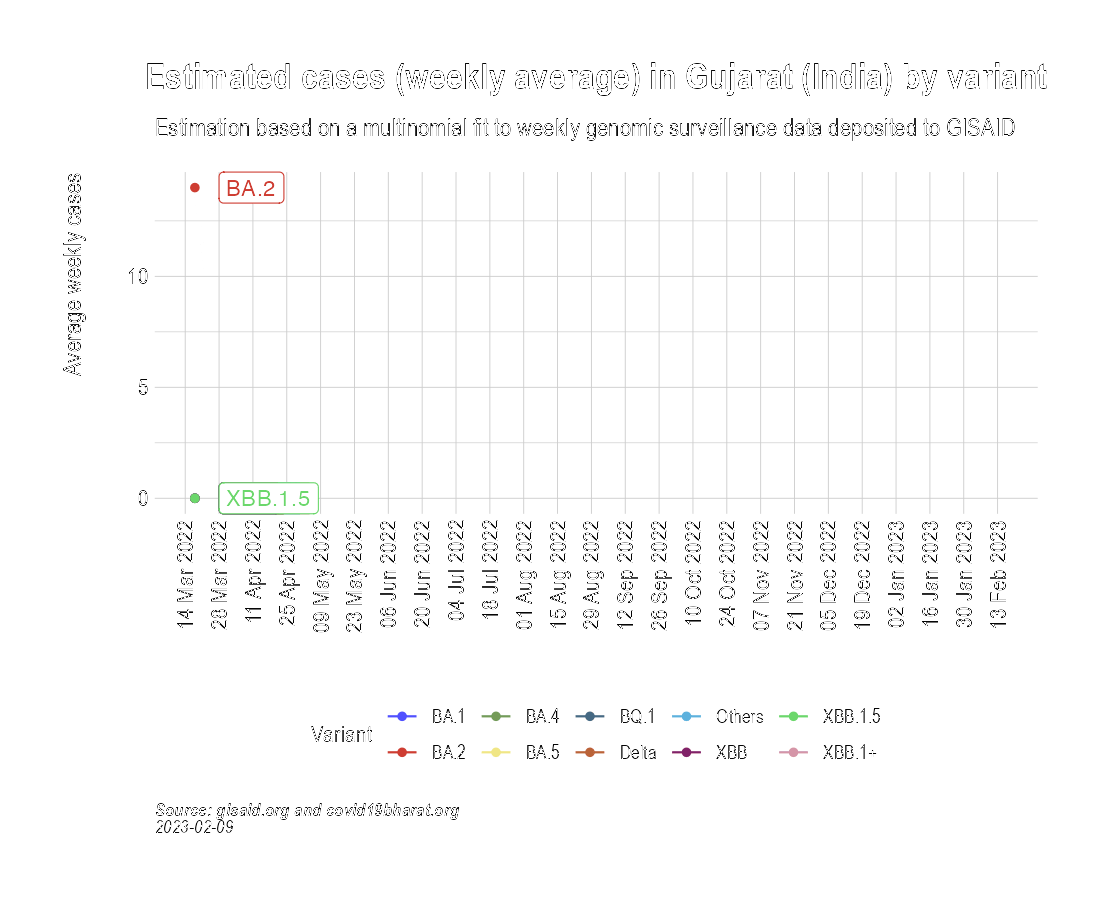 Estimated cases (weekly average) in Gujarat (India) by variant
Estimation based on a multinomial fit to weekly genomic surveillance data deposited to GISAID
Average weekly cases
BA.2
10
5
0
XBB.1.5
14 Mar 2022
28 Mar 2022
11 Apr 2022
25 Apr 2022
09 May 2022
23 May 2022
06 Jun 2022
20 Jun 2022
04 Jul 2022
18 Jul 2022
01 Aug 2022
15 Aug 2022
29 Aug 2022
12 Sep 2022
26 Sep 2022
10 Oct 2022
24 Oct 2022
07 Nov 2022
21 Nov 2022
05 Dec 2022
19 Dec 2022
02 Jan 2023
16 Jan 2023
30 Jan 2023
13 Feb 2023
Variant
BA.1 BA.4 BQ.1 Others XBB.1.5
BA.2 BA.5 Delta XBB XBB.1+
Source: gisaid.org and covid19bharat.org
2023-02-09